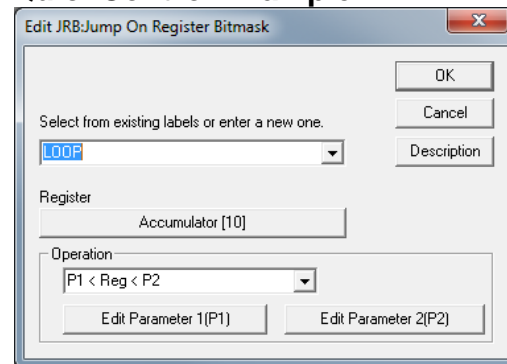 Edit JRB:Jump On Register Bitmask
X
OK
Select from existing labels or enter a new one.
Cancel
LOOP
Description
Register
Accumulator [10]
Operation
P1 < Reg < P2
Edit Parameter 1(P1)
Edit Parameter 2(P2)